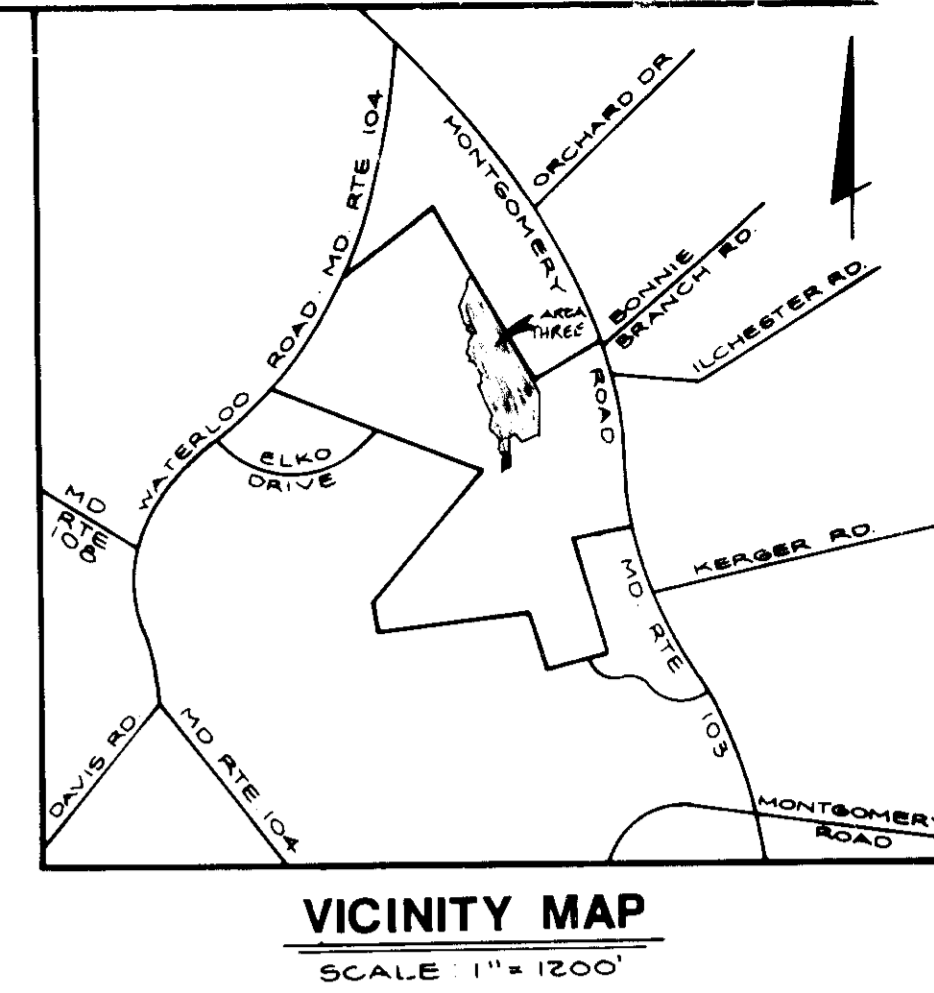 ORCHARD DR
MONTGOMERY
ROAD
WATERLOO ROAD. MD. RTE 104
BONNIE
BRANCH RD.
ILCHESTER RD.
AREA
THREE
ELKO
DRIVE
MD
RTE
108
KERGER RD.
MD. RTE 103
DAVIS RD
MD RTE. 104
MONTGOMERY
ROAD
VICINITY MAP
SCALE : 1" = 1200'